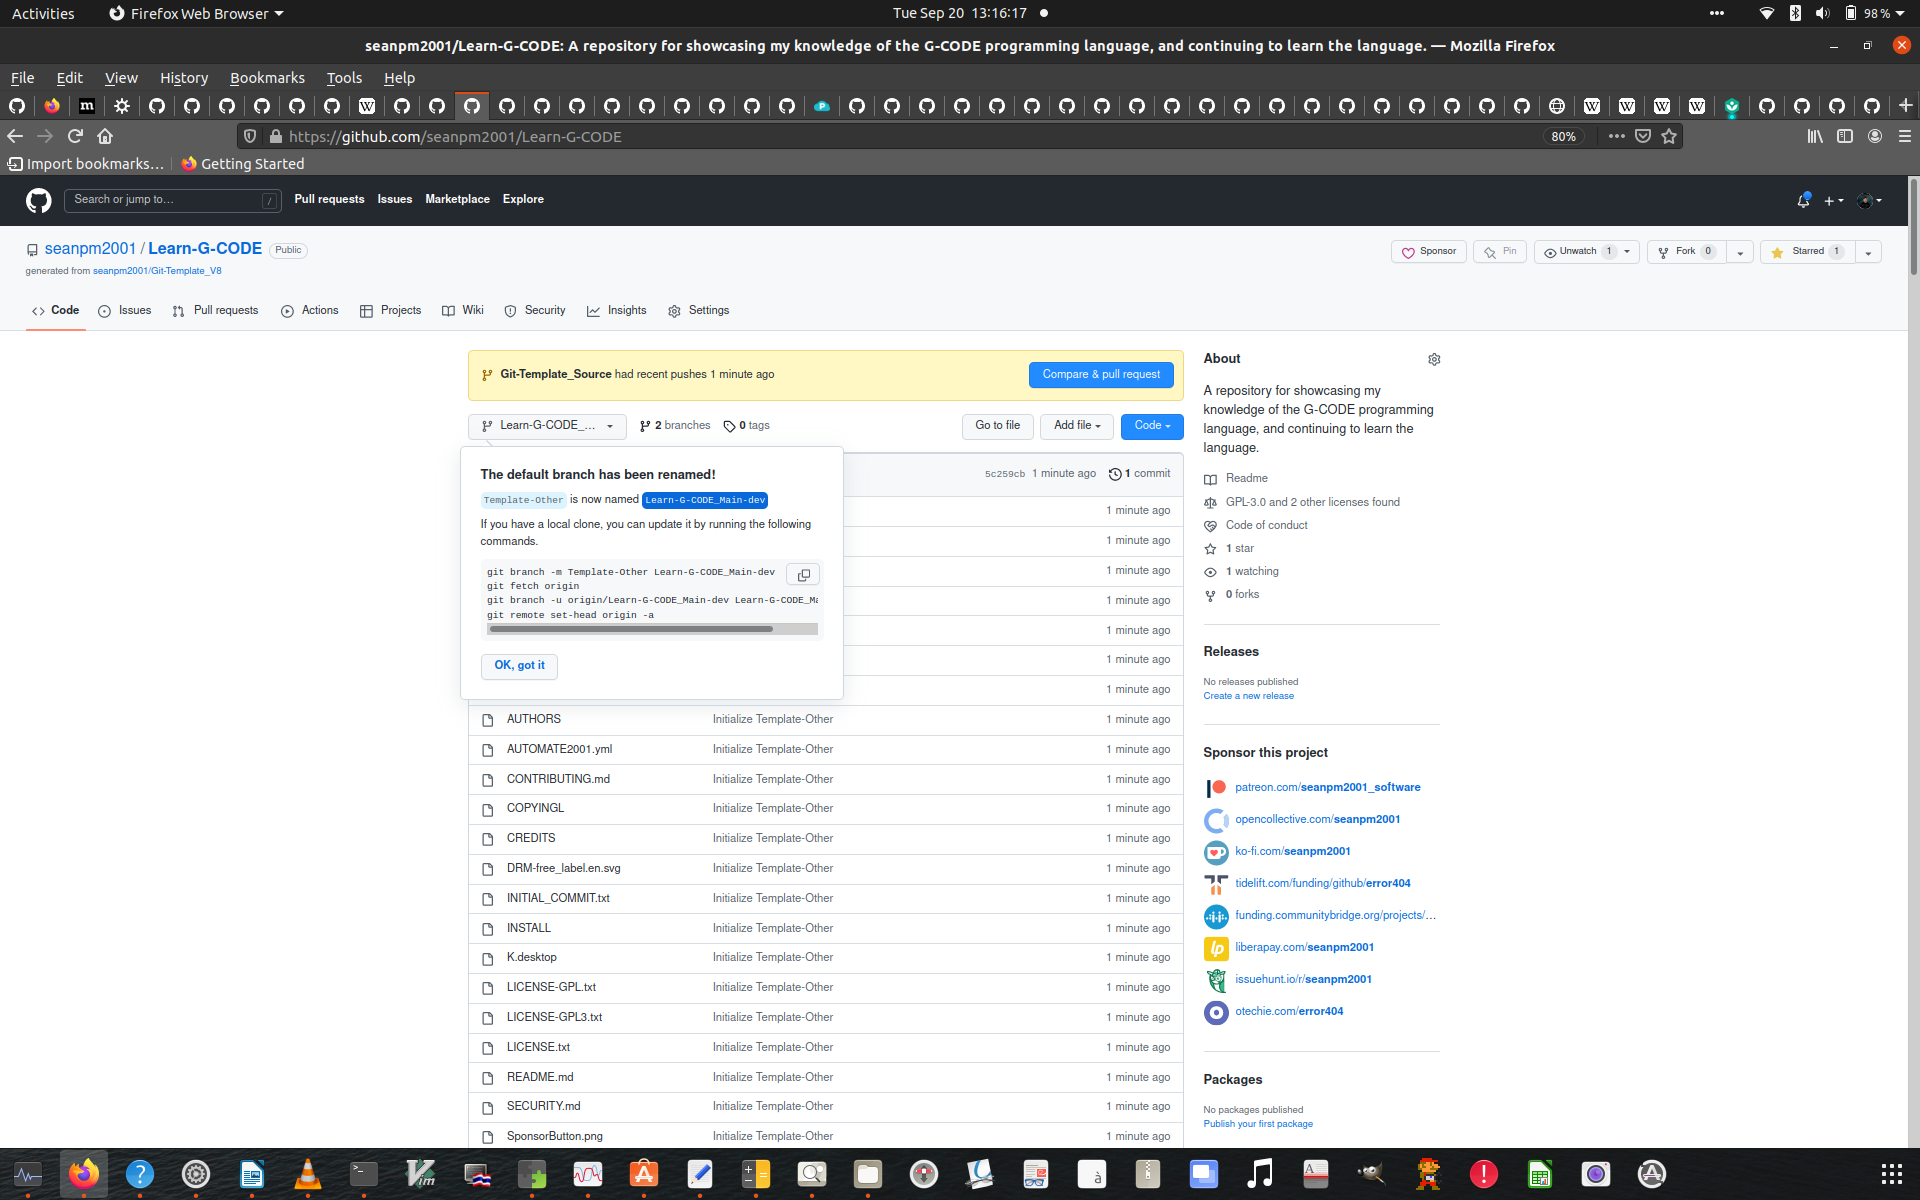 Activities
Firefox Web Browser
Tue Sep 20 13:16:17
98 %
seanpm2001/Learn-G-CODE: A repository for showcasing my knowledge of the G-CODE programming language, and continuing to learn the language. — Mozilla Firefox
File Edit View History Bookmarks Tools Help
https://github.com/seanpm2001/Learn-G-CODE
80%
Import bookmarks…
Getting Started
Search or jump to…
/
Pull requests Issues Marketplace Explore
seanpm2001 / Learn-G-CODE
Public
generated from seanpm2001/Git-Template_V8
Sponsor
Pin
Unwatch 1
Fork 0
Starred 1
Code Issues Pull requests Actions Projects Wiki Security Insights Settings
Git-Template_Source had recent pushes 1 minute ago
Compare & pull request
Learn-G-CODE_...
2 branches
0 tags
Go to file
Add file
Code
The default branch has been renamed!
Template-Other is now named Learn-G-CODE_Main-dev
If you have a local clone, you can update it by running the following
commands.
git branch -m Template-Other Learn-G-CODE_Main-dev
git fetch origin
git branch -u origin/Learn-G-CODE_Main-dev Learn-G-CODE_Ma
git remote set-head origin -a
OK, got it
5c259cb 1 minute ago
1 commit
1 minute ago
1 minute ago
1 minute ago
1 minute ago
1 minute ago
1 minute ago
1 minute ago
AUTHORS Initialize Template-Other 1 minute ago
AUTOMATE2001.yml Initialize Template-Other 1 minute ago
CONTRIBUTING.md Initialize Template-Other 1 minute ago
COPYINGL Initialize Template-Other 1 minute ago
CREDITS Initialize Template-Other 1 minute ago
DRM-free_label.en.svg Initialize Template-Other 1 minute ago
INITIAL_COMMIT.txt Initialize Template-Other 1 minute ago
INSTALL Initialize Template-Other 1 minute ago
K.desktop Initialize Template-Other 1 minute ago
LICENSE-GPL.txt Initialize Template-Other 1 minute ago
LICENSE-GPL3.txt Initialize Template-Other 1 minute ago
LICENSE.txt Initialize Template-Other 1 minute ago
README.md Initialize Template-Other 1 minute ago
SECURITY.md Initialize Template-Other 1 minute ago
SponsorButton.png Initialize Template-Other 1 minute ago
About
A repository for showcasing my
knowledge of the G-CODE programming
language, and continuing to learn the
language.
Readme
GPL-3.0 and 2 other licenses found
Code of conduct
1 star
1 watching
0 forks
Releases
No releases published
Create a new release
Sponsor this project
patreon.com/seanpm2001_software
opencollective.com/seanpm2001
ko-fi.com/seanpm2001
tidelift.com/funding/github/error404
funding.communitybridge.org/projects/…
liberapay.com/seanpm2001
issuehunt.io/r/seanpm2001
otechie.com/error404
Packages
No packages published
Publish your first package